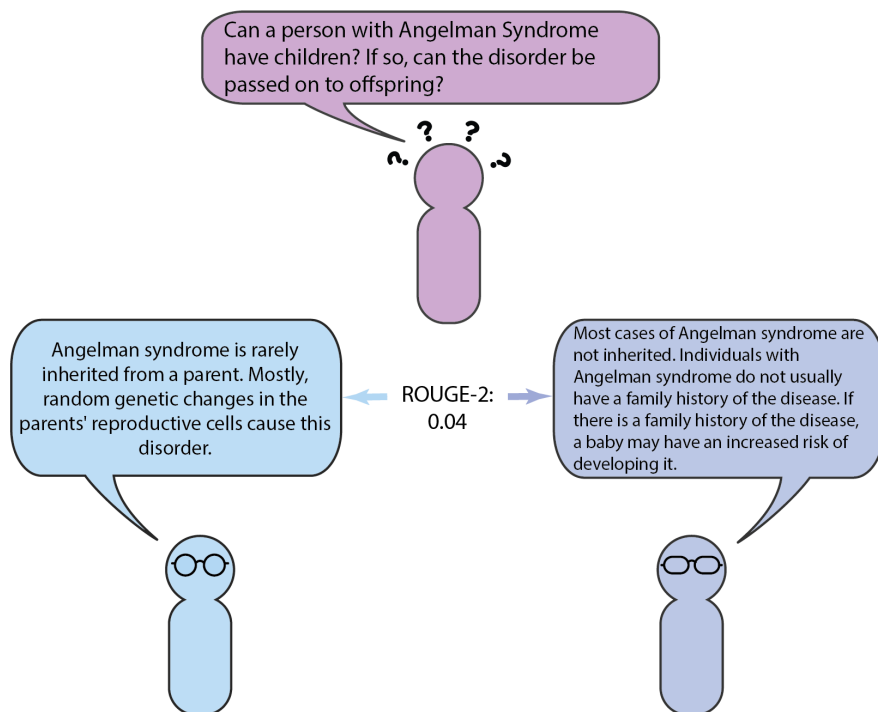 Can a person with Angelman Syndrome
have children? If so, can the disorder be
passed on to offspring?
? ? ? ?
Angelman syndrome is rarely
inherited from a parent. Mostly,
random genetic changes in the
parents' reproductive cells cause this
disorder.
ROUGE-2:
0.04
Most cases of Angelman syndrome are
not inherited. Individuals with
Angelman syndrome do not usually
have a family history of the disease. If
there is a family history of the disease,
a baby may have an increased risk of
developing it.